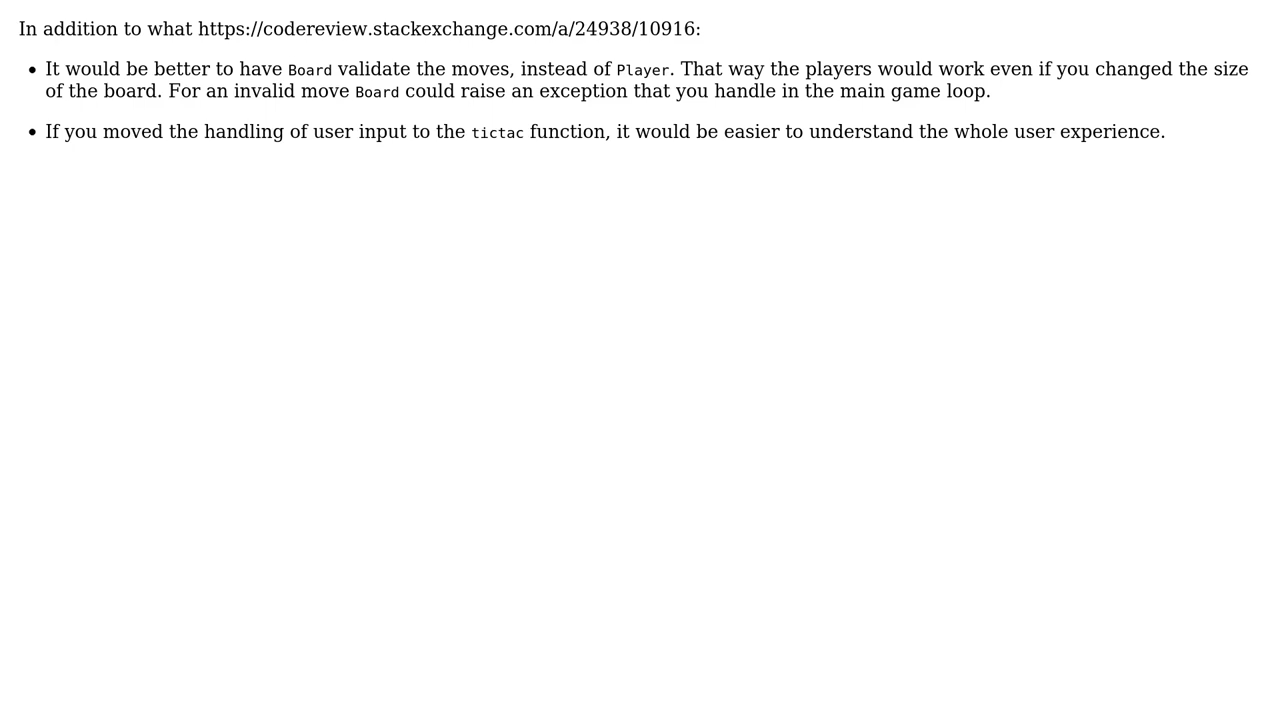 In addition to what https://codereview.stackexchange.com/a/24938/10916:
It would be better to have Board validate the moves, instead of Player. That way the players would work even if you changed the size
of the board. For an invalid move Board could raise an exception that you handle in the main game loop.
If you moved the handling of user input to the tictac function, it would be easier to understand the whole user experience.